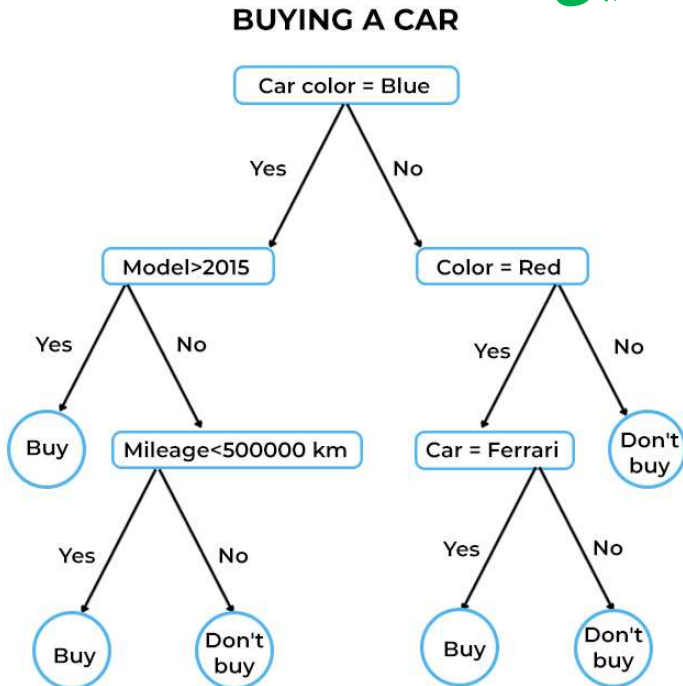 BUYING A CAR
Car color = Blue
Yes
No
Model>2015
Color = Red
Yes
No
Yes
No
Buy
Mileage<500000 km
Car = Ferrari
Don't
buy
Yes
No
Yes
No
Buy
Don't
buy
Buy
Don't
buy